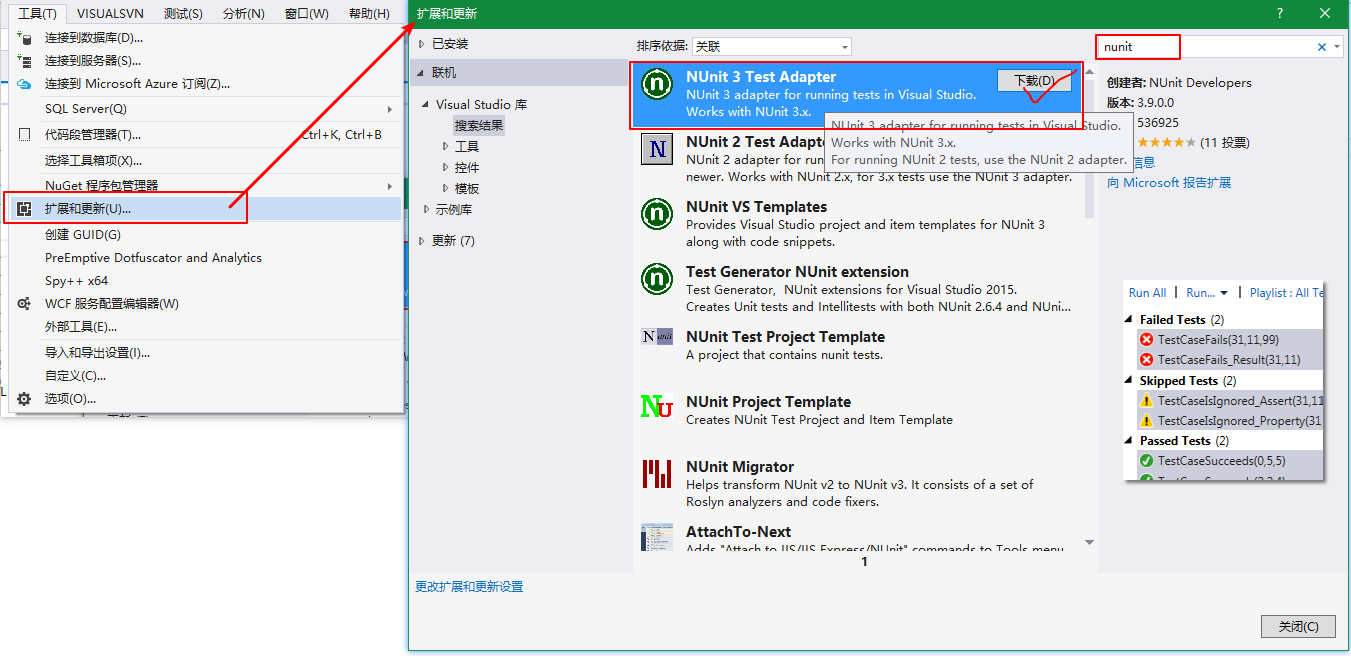 工具(T) VISUALSVN 测试(S) 分析(N) 窗口(W) 帮助(H)
连接到数据库(D)...
连接到服务器(S)...
连接到 Microsoft Azure 订阅(Z)...
SQL Server(Q)
代码段管理器(T)... Ctrl+K, Ctrl+B
选择工具箱项(X)...
NuGet 程序包管理器
扩展和更新(U)...
创建 GUID(G)
PreEmptive Dotfuscator and Analytics
Spy++ x64
WCF 服务配置编辑器(W)
外部工具(E)...
导入和导出设置(I)...
自定义(C)...
选项(O)...
扩展和更新
已安装
联机
Visual Studio 库
搜索结果
工具
控件
模板
示例库
更新 (7)
更改扩展和更新设置
排序依据: 关联
NUnit 3 Test Adapter
下载(D)
NUnit 3 adapter for running tests in Visual Studio.
Works with NUnit 3.x.
NUnit 3 adapter for running tests in Visual Studio.
Works with NUnit 3.x.
For running NUnit 2 tests, use the NUnit 2 adapter.
NUnit 2 Test Adapte
NUnit 2 adapter for run
newer. Works with NUnit 2.x, for 3.x tests use the NUnit 3 adapter.
NUnit VS Templates
Provides Visual Studio project and item templates for NUnit 3
along with code snippets.
Test Generator NUnit extension
Test Generator, NUnit extensions for Visual Studio 2015.
Creates Unit tests and Intellitests with both NUnit 2.6.4 and NUni...
NUnit Test Project Template
A project that contains nunit tests.
NUnit Project Template
Creates NUnit Test Project and Item Template
NUnit Migrator
Helps transform NUnit v2 to NUnit v3. It consists of a set of
Roslyn analyzers and code fixers.
AttachTo-Next
Adds "Attach to IIS/IIS Express/NUnit" commands to Tools menu
1
nunit
创建者: NUnit Developers
版本: 3.9.0.0
536925
(11 投票)
信息
向 Microsoft 报告扩展
Run All | Run... | Playlist : All Te
Failed Tests (2)
TestCaseFails(31,11,99)
TestCaseFails_Result(31,11)
Skipped Tests (2)
TestCaseIsIgnored_Assert(31,11
TestCaseIsIgnored_Property(31
Passed Tests (2)
TestCaseSucceeds(0,5,5)
关闭(C)